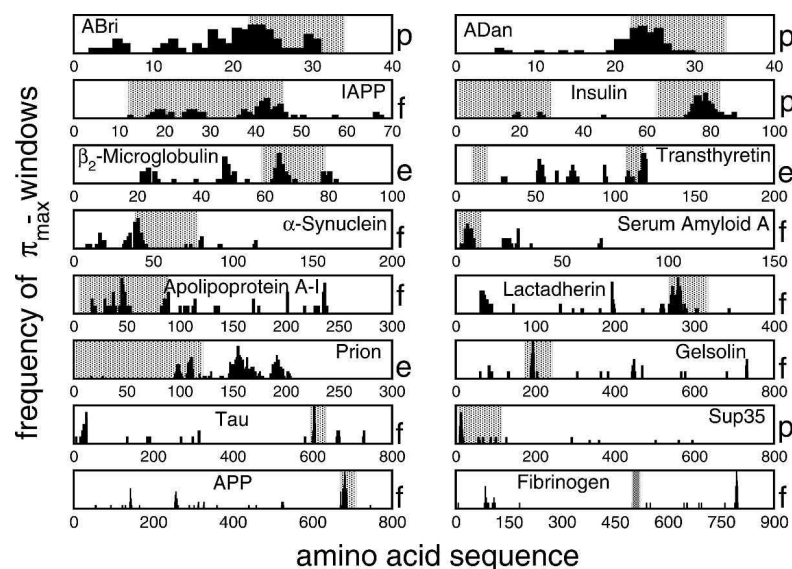 frequency of π_max - windows
ABri p
0 10 20 30 40
ADan p
0 10 20 30 40
IAPP f
0 10 20 30 40 50 60 70
Insulin p
0 20 40 60 80 100
β₂-Microglobulin e
0 20 40 60 80 100
Transthyretin e
0 50 100 150 200
α-Synuclein f
0 50 100 150 200
Serum Amyloid A f
0 50 100 150
Apolipoprotein A-I f
0 50 100 150 200 250 300
Lactadherin f
0 100 200 300 400
Prion e
0 50 100 150 200 250 300
Gelsolin f
0 200 400 600 800
Tau f
0 200 400 600 800
Sup35 p
0 200 400 600 800
APP f
0 200 400 600 800
Fibrinogen f
0 150 300 450 600 750 900
amino acid sequence